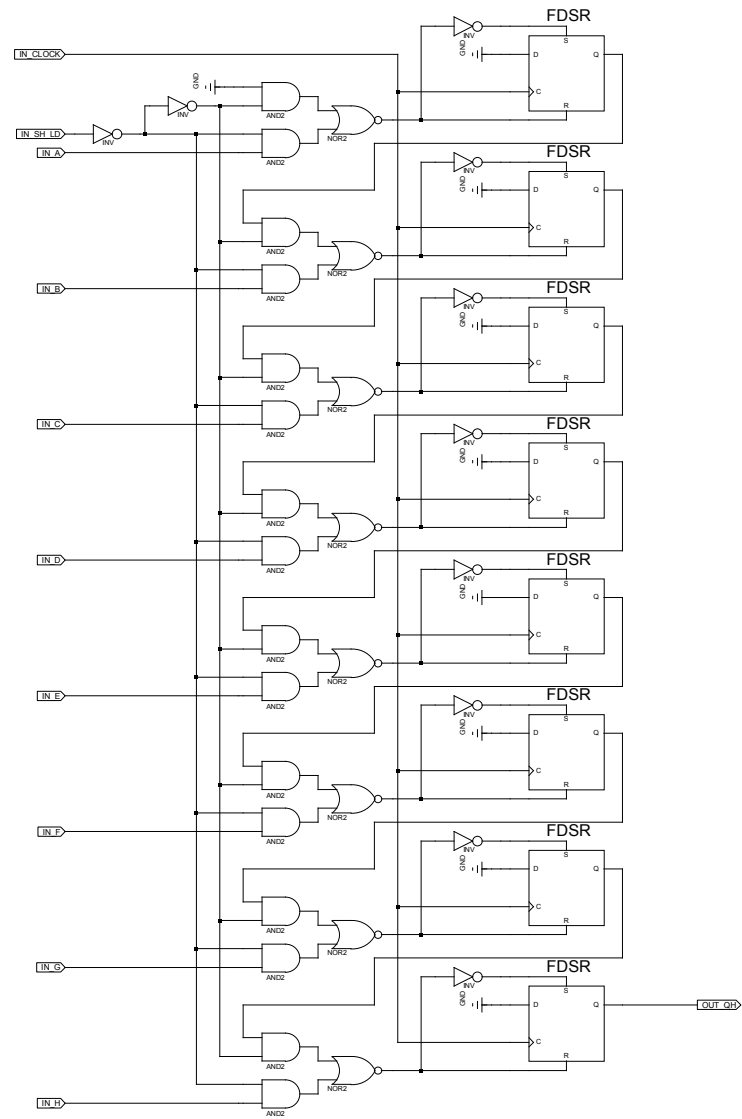 FDSR
IN_CLOCK
INV
S
GND
D
Q
C
R
GND
AND2
INV
NOR2
IN_SH_LD
INV
IN_A
AND2
FDSR
INV
S
GND
D
Q
C
R
AND2
NOR2
IN_B
AND2
FDSR
INV
S
GND
D
Q
C
R
AND2
NOR2
IN_C
AND2
FDSR
INV
S
GND
D
Q
C
R
AND2
NOR2
IN_D
AND2
FDSR
INV
S
GND
D
Q
C
R
AND2
NOR2
IN_E
AND2
FDSR
INV
S
GND
D
Q
C
R
AND2
NOR2
IN_F
AND2
FDSR
INV
S
GND
D
Q
C
R
AND2
NOR2
IN_G
AND2
FDSR
INV
S
GND
D
Q
OUT_QH
C
R
AND2
NOR2
IN_H
AND2